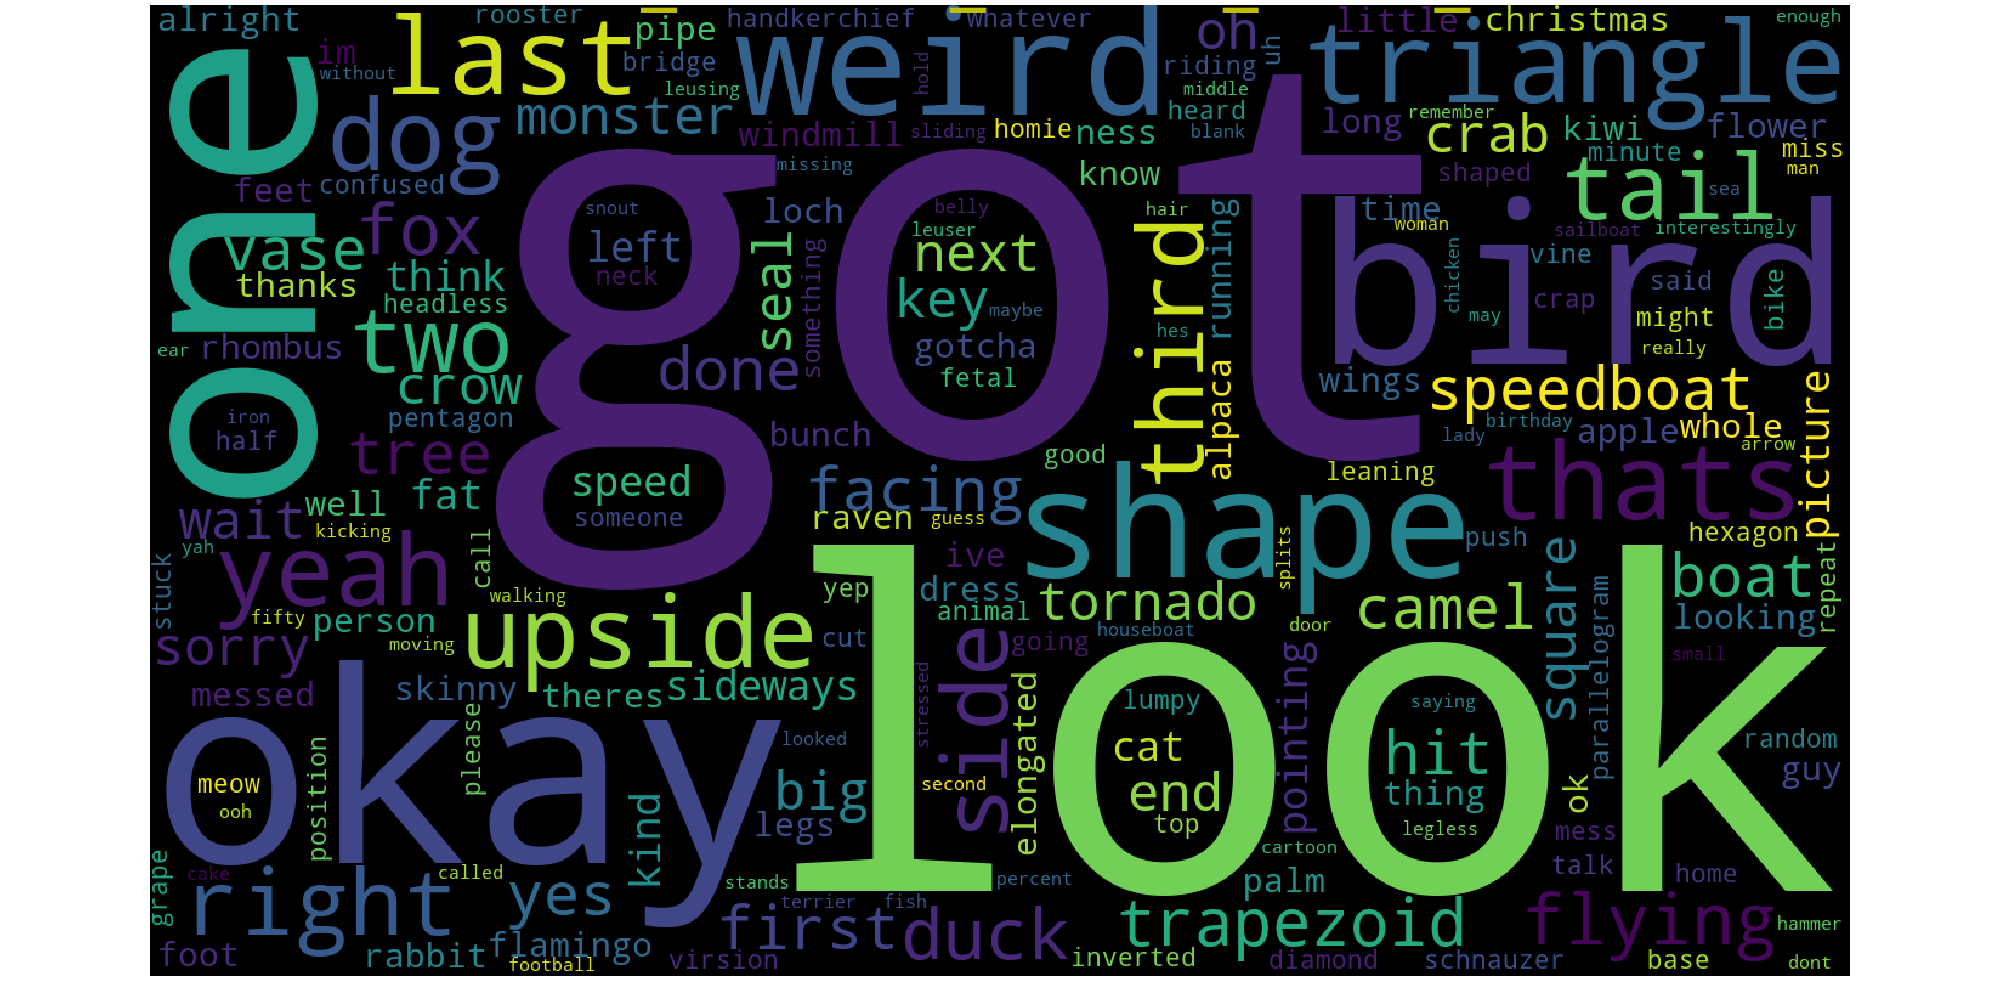 alright
rooster
last
pipe
handkerchief
weird
whatever
oh
uh
little
christmas
enough
im
without
bridge
leusing
riding
triangle
one
dog
monster
hold
middle
heard
blank
windmill
sliding
homie
ness
long
remember
crab
kiwi
flower
minute
miss
man
feet
confused
got
missing
know
shaped
tail
sea
fox
snout
left
neck
loch
belly
leuser
next
hair
third
running
time
woman
bird
sailboat
interestingly
vase
thanks
think
headless
seal
something
key
maybe
hes
chicken
may
vine
crap
said
might
really
bike
ear
rhombus
two
crow
done
gotcha
fetal
alpaca
wings
speedboat
picture
iron
half
pentagon
tree
bunch
lady
birthday
apple
whole
arrow
fat
speed
someone
facing
good
leaning
thats
wait
well
kicking
raven
guess
shape
push
hexagon
yah
yeah
call
ive
splits
square
boat
repeat
stuck
fifty
person
walking
yep
dress
animal
tornado
camel
door
looking
parallelogram
sorry
moving
upside
cut
going
houseboat
small
messed
skinny
theres
sideways
stressed
side
elongated
lumpy
pointing
saying
okay
please
looked
look
cat
hit
random
meow
ooh
position
kind
big
legs
second
end
top
thing
legless
ok
guy
mess
grape
cake
called
stands
percent
cartoon
talk
home
right
yes
terrier
fish
palm
first
duck
trapezoid
flying
hammer
foot
rabbit
flamingo
football
virsion
inverted
diamond
schnauzer
base
dont